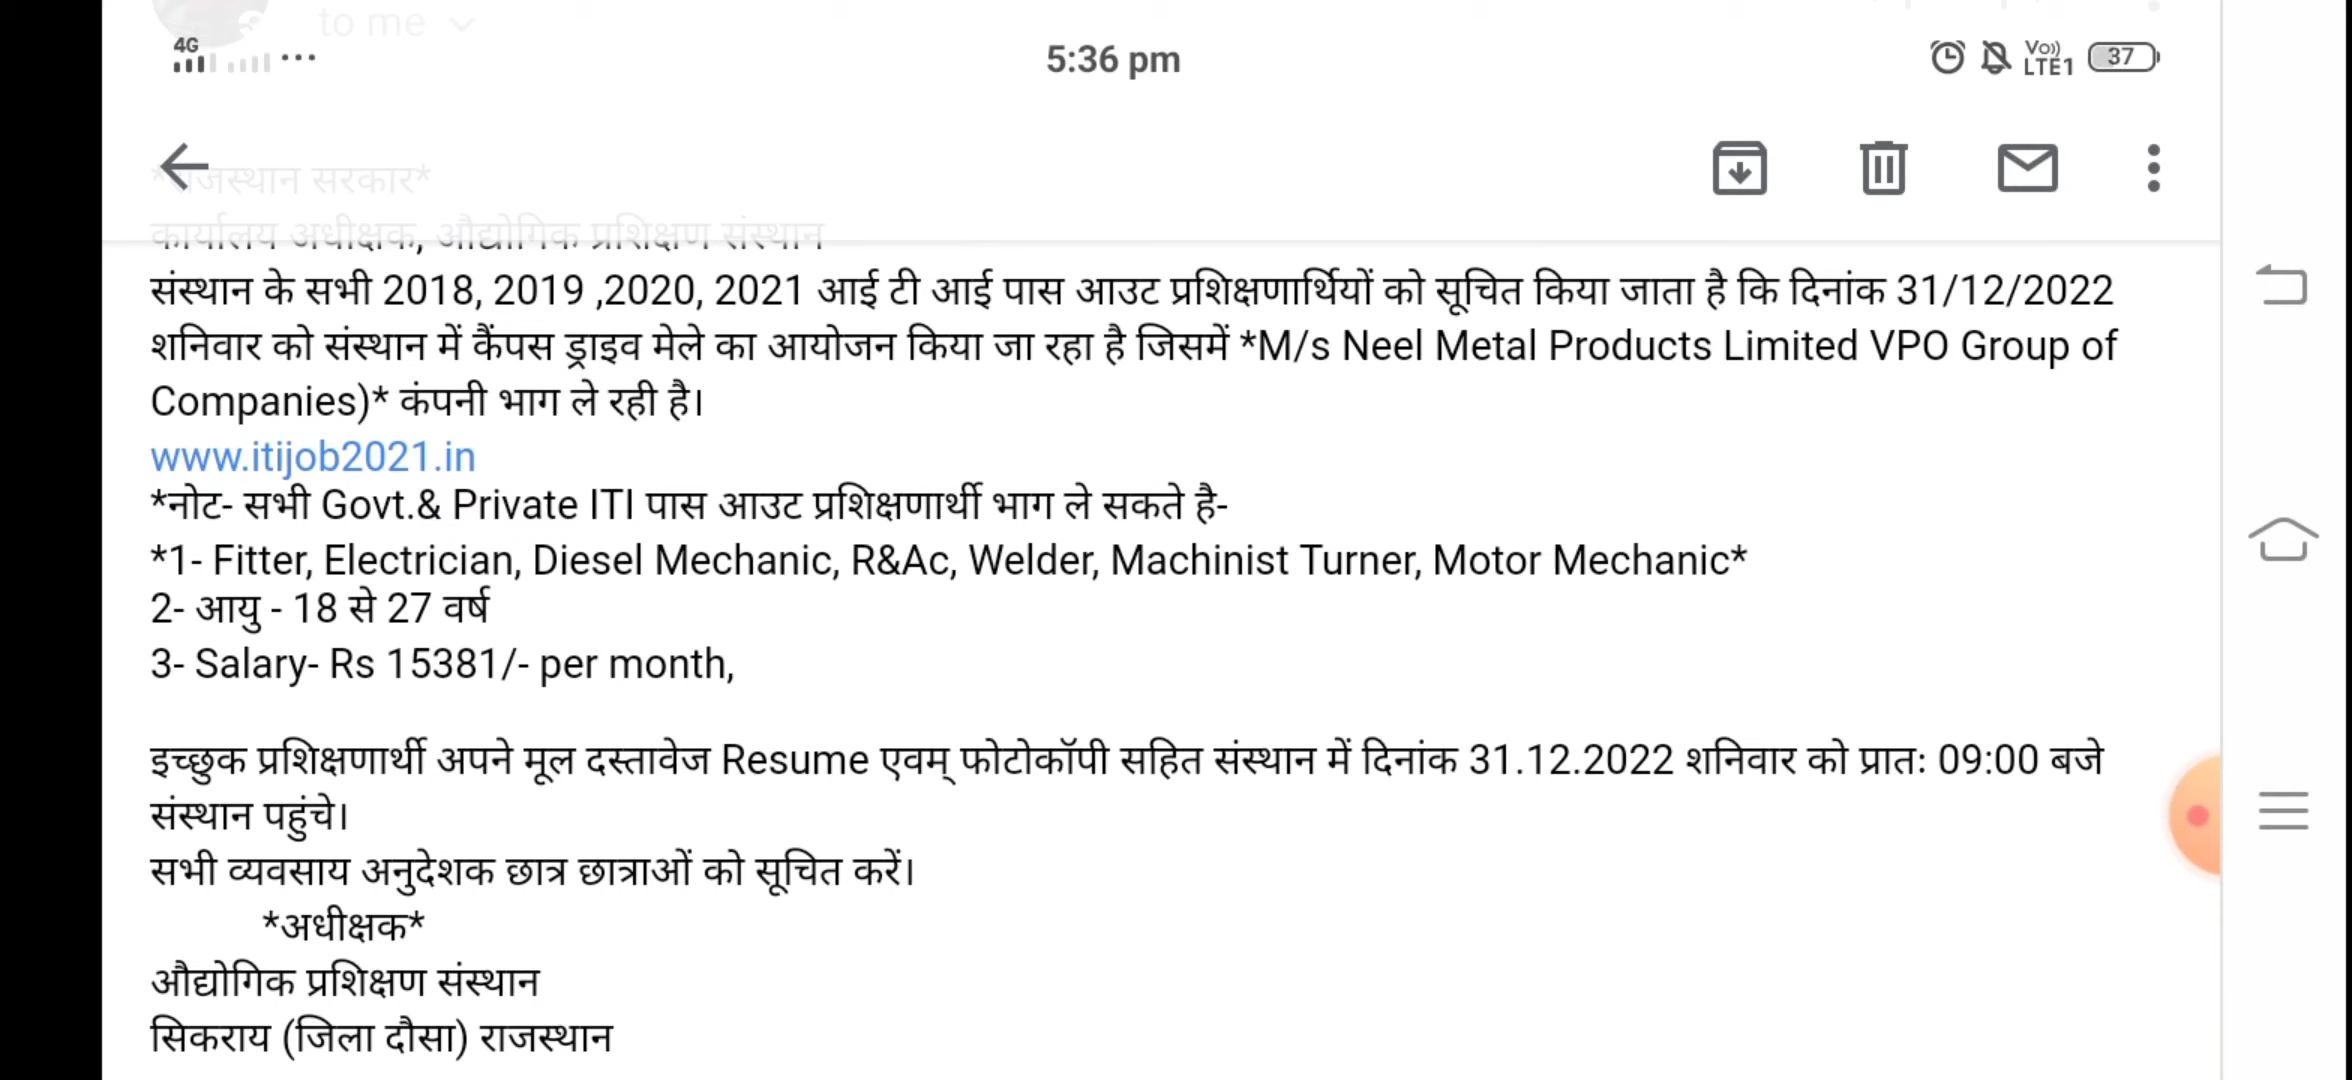 to me
4G
5:36 pm
Vo))
LTE1
37
*राजस्थान सरकार*
कार्यालय अधीक्षक, औद्योगिक प्रशिक्षण संस्थान
संस्थान के सभी 2018, 2019 ,2020, 2021 आई टी आई पास आउट प्रशिक्षणार्थियों को सूचित किया जाता है कि दिनांक 31/12/2022
शनिवार को संस्थान में कैंपस ड्राइव मेले का आयोजन किया जा रहा है जिसमें *M/s Neel Metal Products Limited VPO Group of
Companies)* कंपनी भाग ले रही है।
www.itijob2021.in
*नोट- सभी Govt.& Private ITI पास आउट प्रशिक्षणार्थी भाग ले सकते है-
*1- Fitter, Electrician, Diesel Mechanic, R&Ac, Welder, Machinist Turner, Motor Mechanic*
2- आयु - 18 से 27 वर्ष
3- Salary- Rs 15381/- per month,
इच्छुक प्रशिक्षणार्थी अपने मूल दस्तावेज Resume एवम् फोटोकॉपी सहित संस्थान में दिनांक 31.12.2022 शनिवार को प्रातः 09:00 बजे
संस्थान पहुंचे।
सभी व्यवसाय अनुदेशक छात्र छात्राओं को सूचित करें।
*अधीक्षक*
औद्योगिक प्रशिक्षण संस्थान
सिकराय (जिला दौसा) राजस्थान